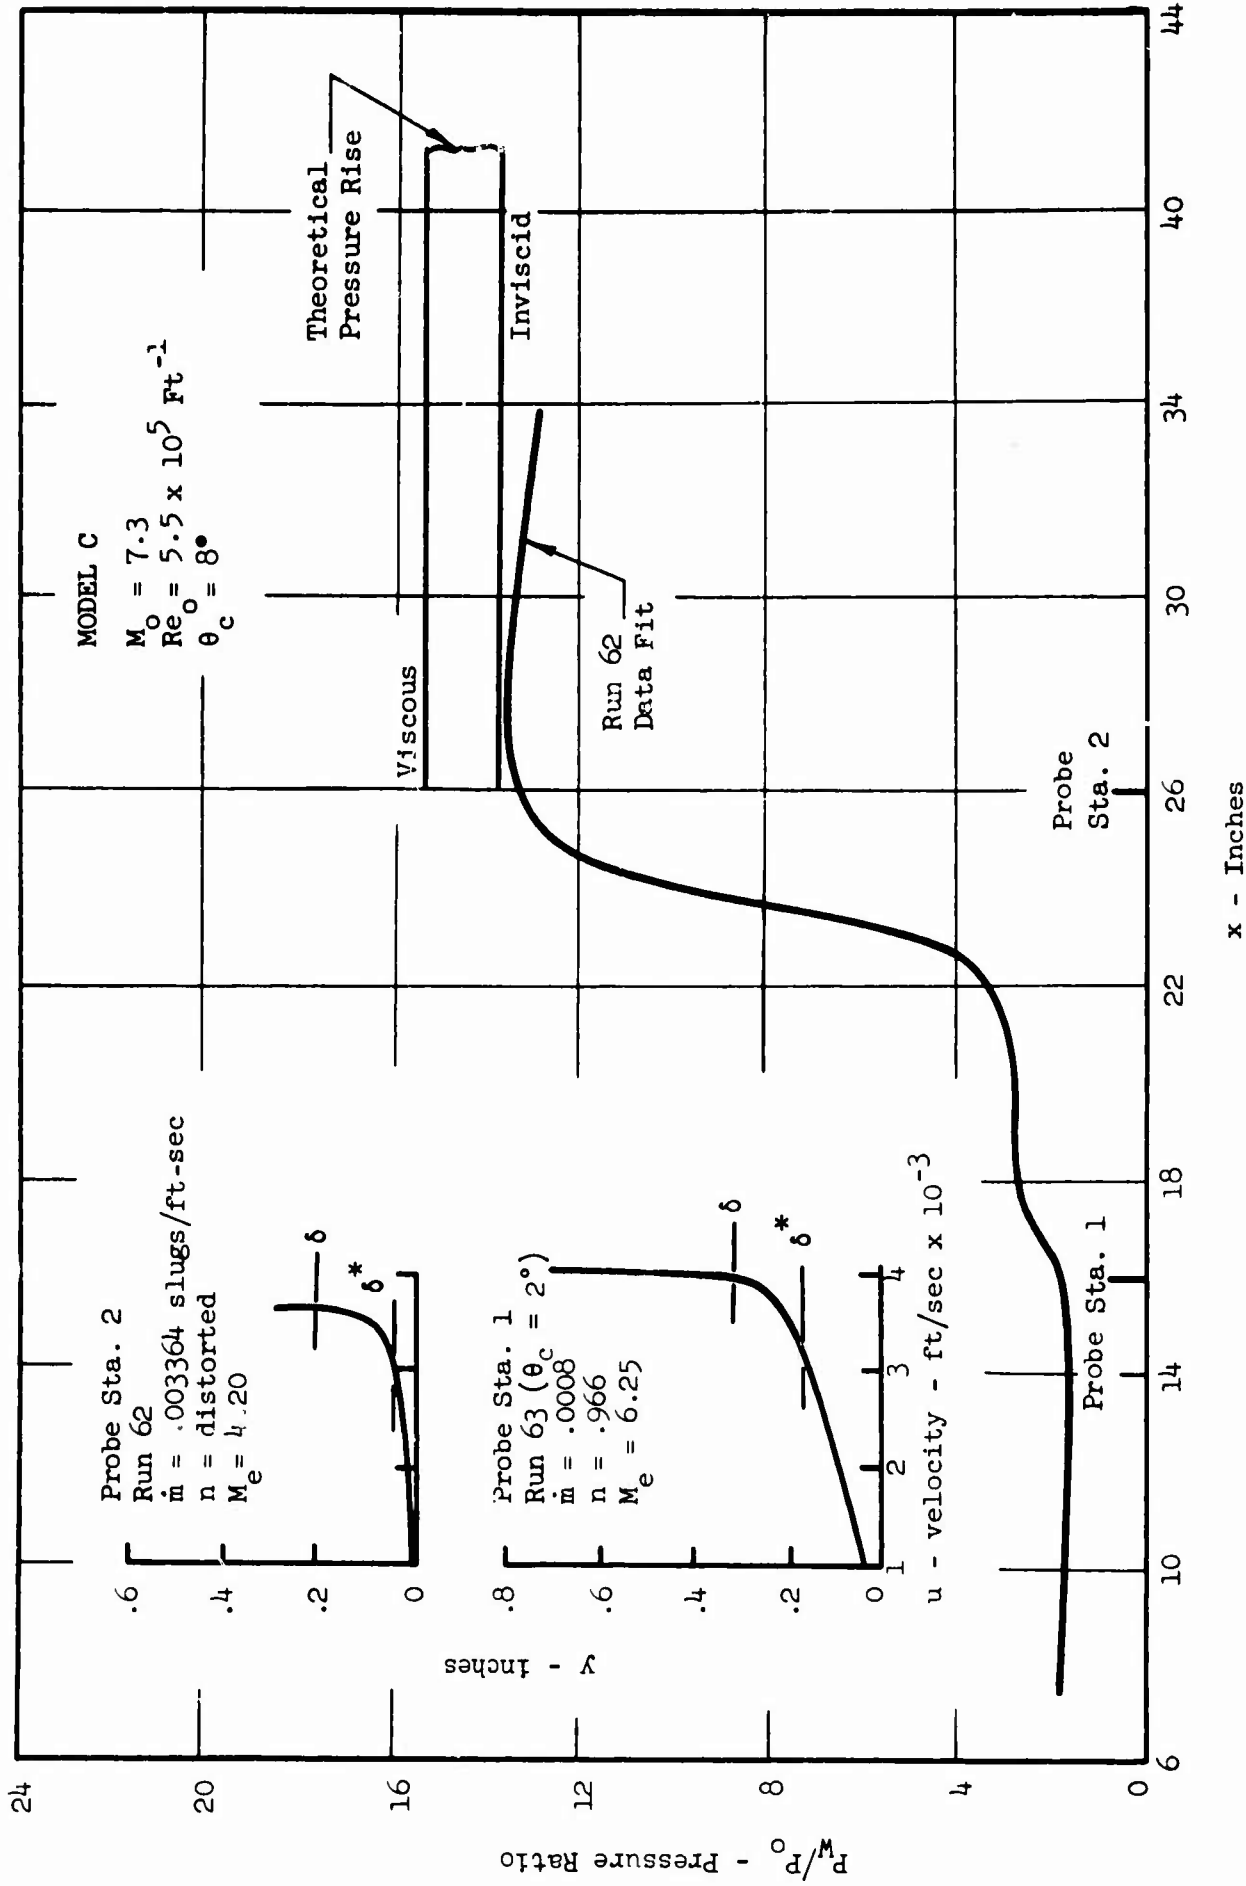 MODEL C
M_o = 7.3
Re_o = 5.5 x 10^5 Ft^-1
θ_c = 8°
Theoretical
Pressure Rise
Viscous
Inviscid
Run 62
Data Fit
Probe Sta. 2
Run 62
ṁ = .003364 slugs/ft-sec
n = distorted
M_e = 4.20
.6
.4
.2
0
δ
δ*
Probe Sta. 1
Run 63 (θ_c = 2°)
ṁ = .0008
n = .966
M_e = 6.25
.8
.6
.4
.2
0
δ
δ*
1
2
3
4
y - inches
u - velocity - ft/sec x 10^-3
Probe Sta. 1
Probe
Sta. 2
24
20
16
12
8
4
0
P_W/P_O - Pressure Ratio
6
10
14
18
22
26
30
34
40
44
x - Inches